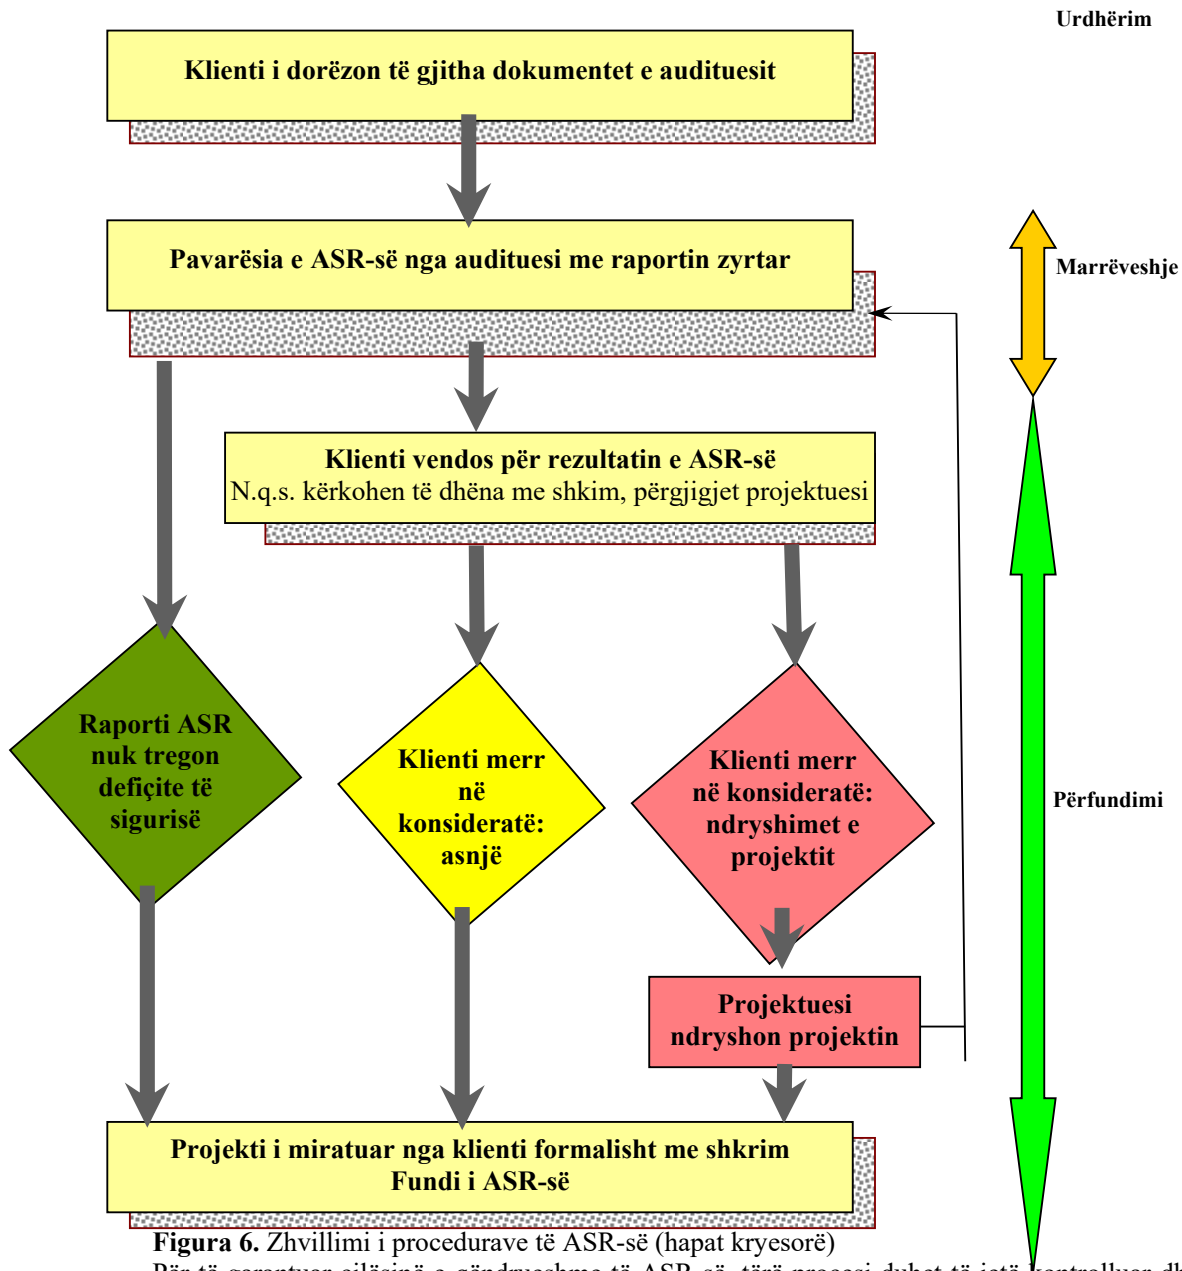 Urdhërim
Klienti i dorëzon të gjitha dokumentet e audituesit
Pavarësia e ASR-së nga audituesi me raportin zyrtar
Marrëveshje
Klienti vendos për rezultatin e ASR-së
N.q.s. kërkohen të dhëna me shkim, përgjigjet projektuesi
Raporti ASR
nuk tregon
defiçite të
sigurisë
Klienti merr
në
konsideratë:
asnjë
Klienti merr
në konsideratë:
ndryshimet e
projektit
Përfundimi
Projektuesi
ndryshon projektin
Projekti i miratuar nga klienti formalisht me shkrim
Fundi i ASR-së
Figura 6. Zhvillimi i procedurave të ASR-së (hapat kryesorë)